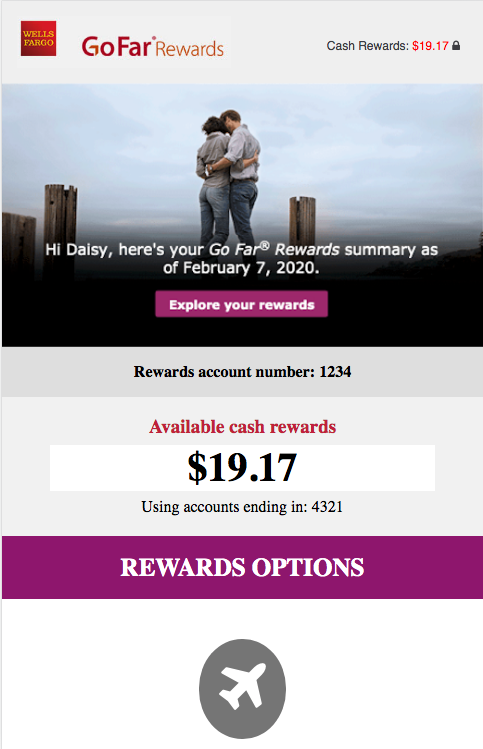 WELLS
FARGO
Go Far® Rewards
Cash Rewards: $19.17
Hi Daisy, here's your Go Far® Rewards summary as
of February 7, 2020.
Explore your rewards
Rewards account number: 1234
Available cash rewards
$19.17
Using accounts ending in: 4321
REWARDS OPTIONS